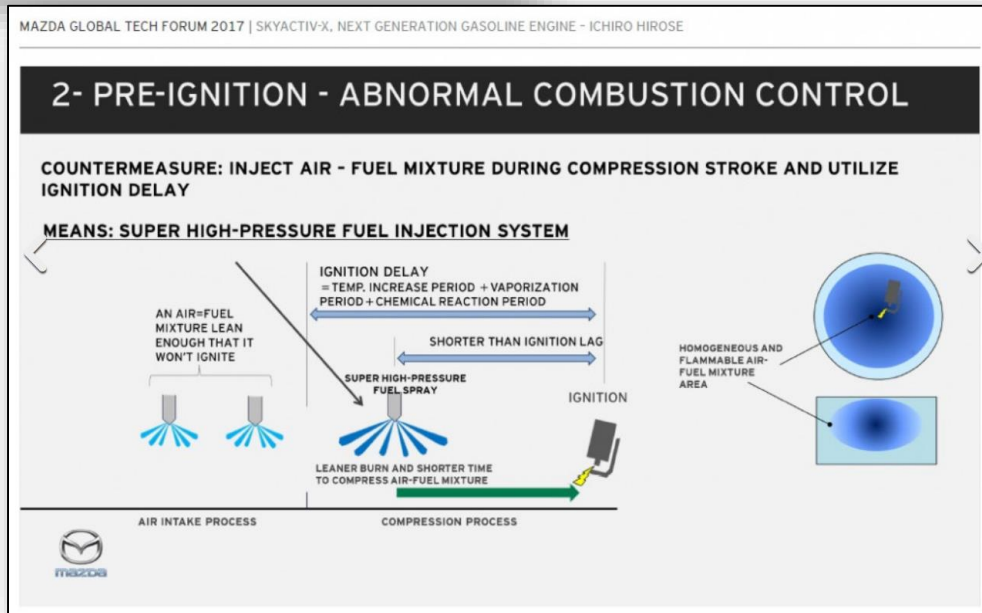 MAZDA GLOBAL TECH FORUM 2017 | SKYACTIV-X, NEXT GENERATION GASOLINE ENGINE – ICHIRO HIROSE
2- PRE-IGNITION - ABNORMAL COMBUSTION CONTROL
COUNTERMEASURE: INJECT AIR – FUEL MIXTURE DURING COMPRESSION STROKE AND UTILIZE
IGNITION DELAY
MEANS: SUPER HIGH-PRESSURE FUEL INJECTION SYSTEM
IGNITION DELAY
=TEMP. INCREASE PERIOD +VAPORIZATION
PERIOD+CHEMICAL REACTION PERIOD
AN AIR=FUEL
MIXTURE LEAN
ENOUGH THAT IT
WON'T IGNITE
SHORTER THAN IGNITION LAG
SUPER HIGH-PRESSURE
FUEL SPRAY
IGNITION
LEANER BURN AND SHORTER TIME
TO COMPRESS AIR-FUEL MIXTURE
HOMOGENEOUS AND
FLAMMABLE AIR-
FUEL MIXTURE
AREA
AIR INTAKE PROCESS
COMPRESSION PROCESS
mazda